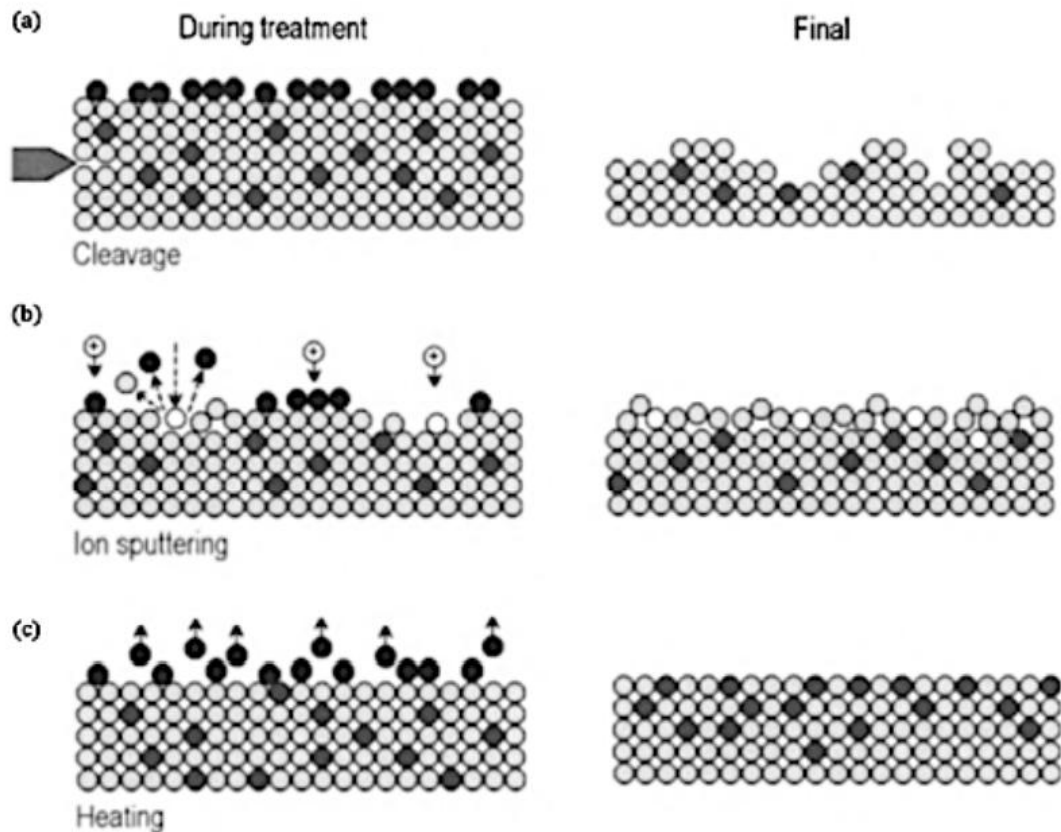 (a)
During treatment
Final
Cleavage
(b)
+
+
+
Ion sputtering
(c)
Heating